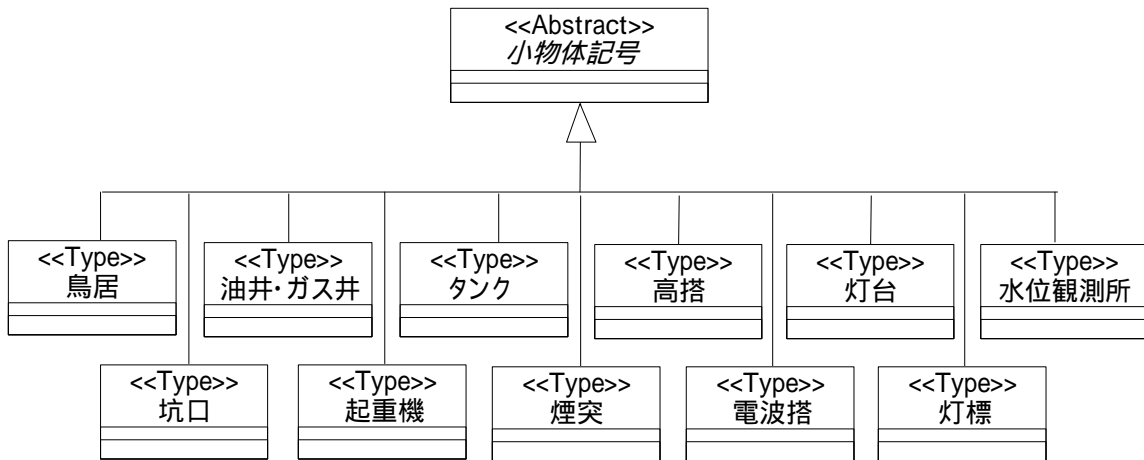 <<Abstract>>
小物体記号
<<Type>>
鳥居
<<Type>>
油井・ガス井
<<Type>>
タンク
<<Type>>
高搭
<<Type>>
灯台
<<Type>>
水位観測所
<<Type>>
坑口
<<Type>>
起重機
<<Type>>
煙突
<<Type>>
電波搭
<<Type>>
灯標